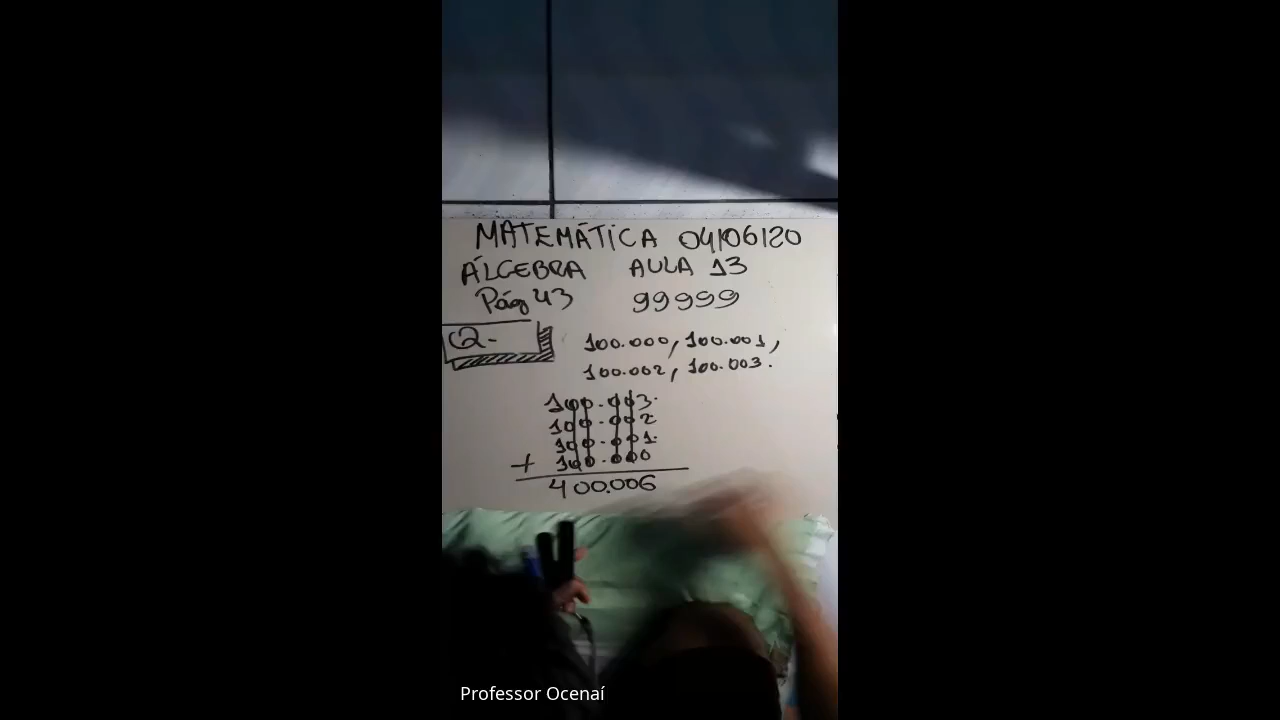 MATEMÁTICA 04/06/20
ÁLGEBRA AULA 13
Pág 43 99999
Q-
100.000, 100.001,
100.002, 100.003.
100.003.
100.002
100.001.
+ 100.000
400.006
Professor Ocenaí